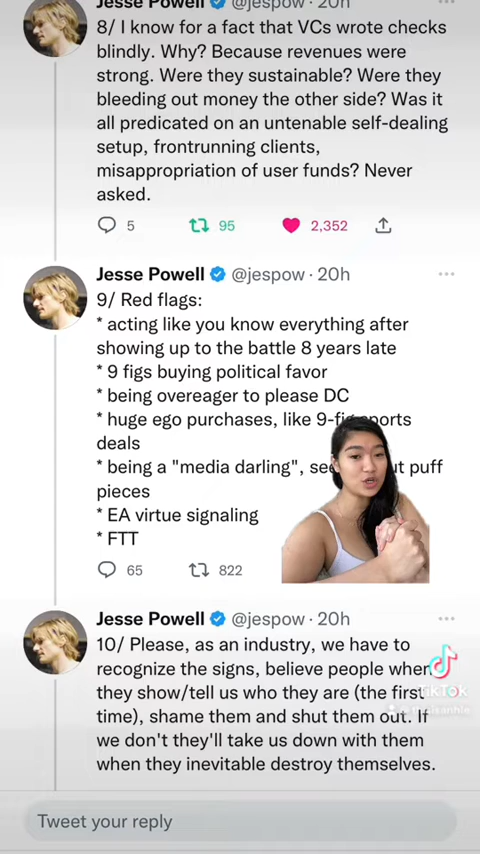 Jesse Powell @jespow · 20h
8/ I know for a fact that VCs wrote checks
blindly. Why? Because revenues were
strong. Were they sustainable? Were they
bleeding out money the other side? Was it
all predicated on an untenable self-dealing
setup, frontrunning clients,
misappropriation of user funds? Never
asked.
5 95 2,352
Jesse Powell @jespow · 20h
9/ Red flags:
* acting like you know everything after
showing up to the battle 8 years late
* 9 figs buying political favor
* being overeager to please DC
* huge ego purchases, like 9-fig sports
deals
* being a "media darling", puff
pieces
* EA virtue signaling
* FTT
65 822
Jesse Powell @jespow · 20h
10/ Please, as an industry, we have to
recognize the signs, believe people when
they show/tell us who they are (the first
time), shame them and shut them out. If
we don't they'll take us down with them
when they inevitable destroy themselves.
TikTok
Tweet your reply